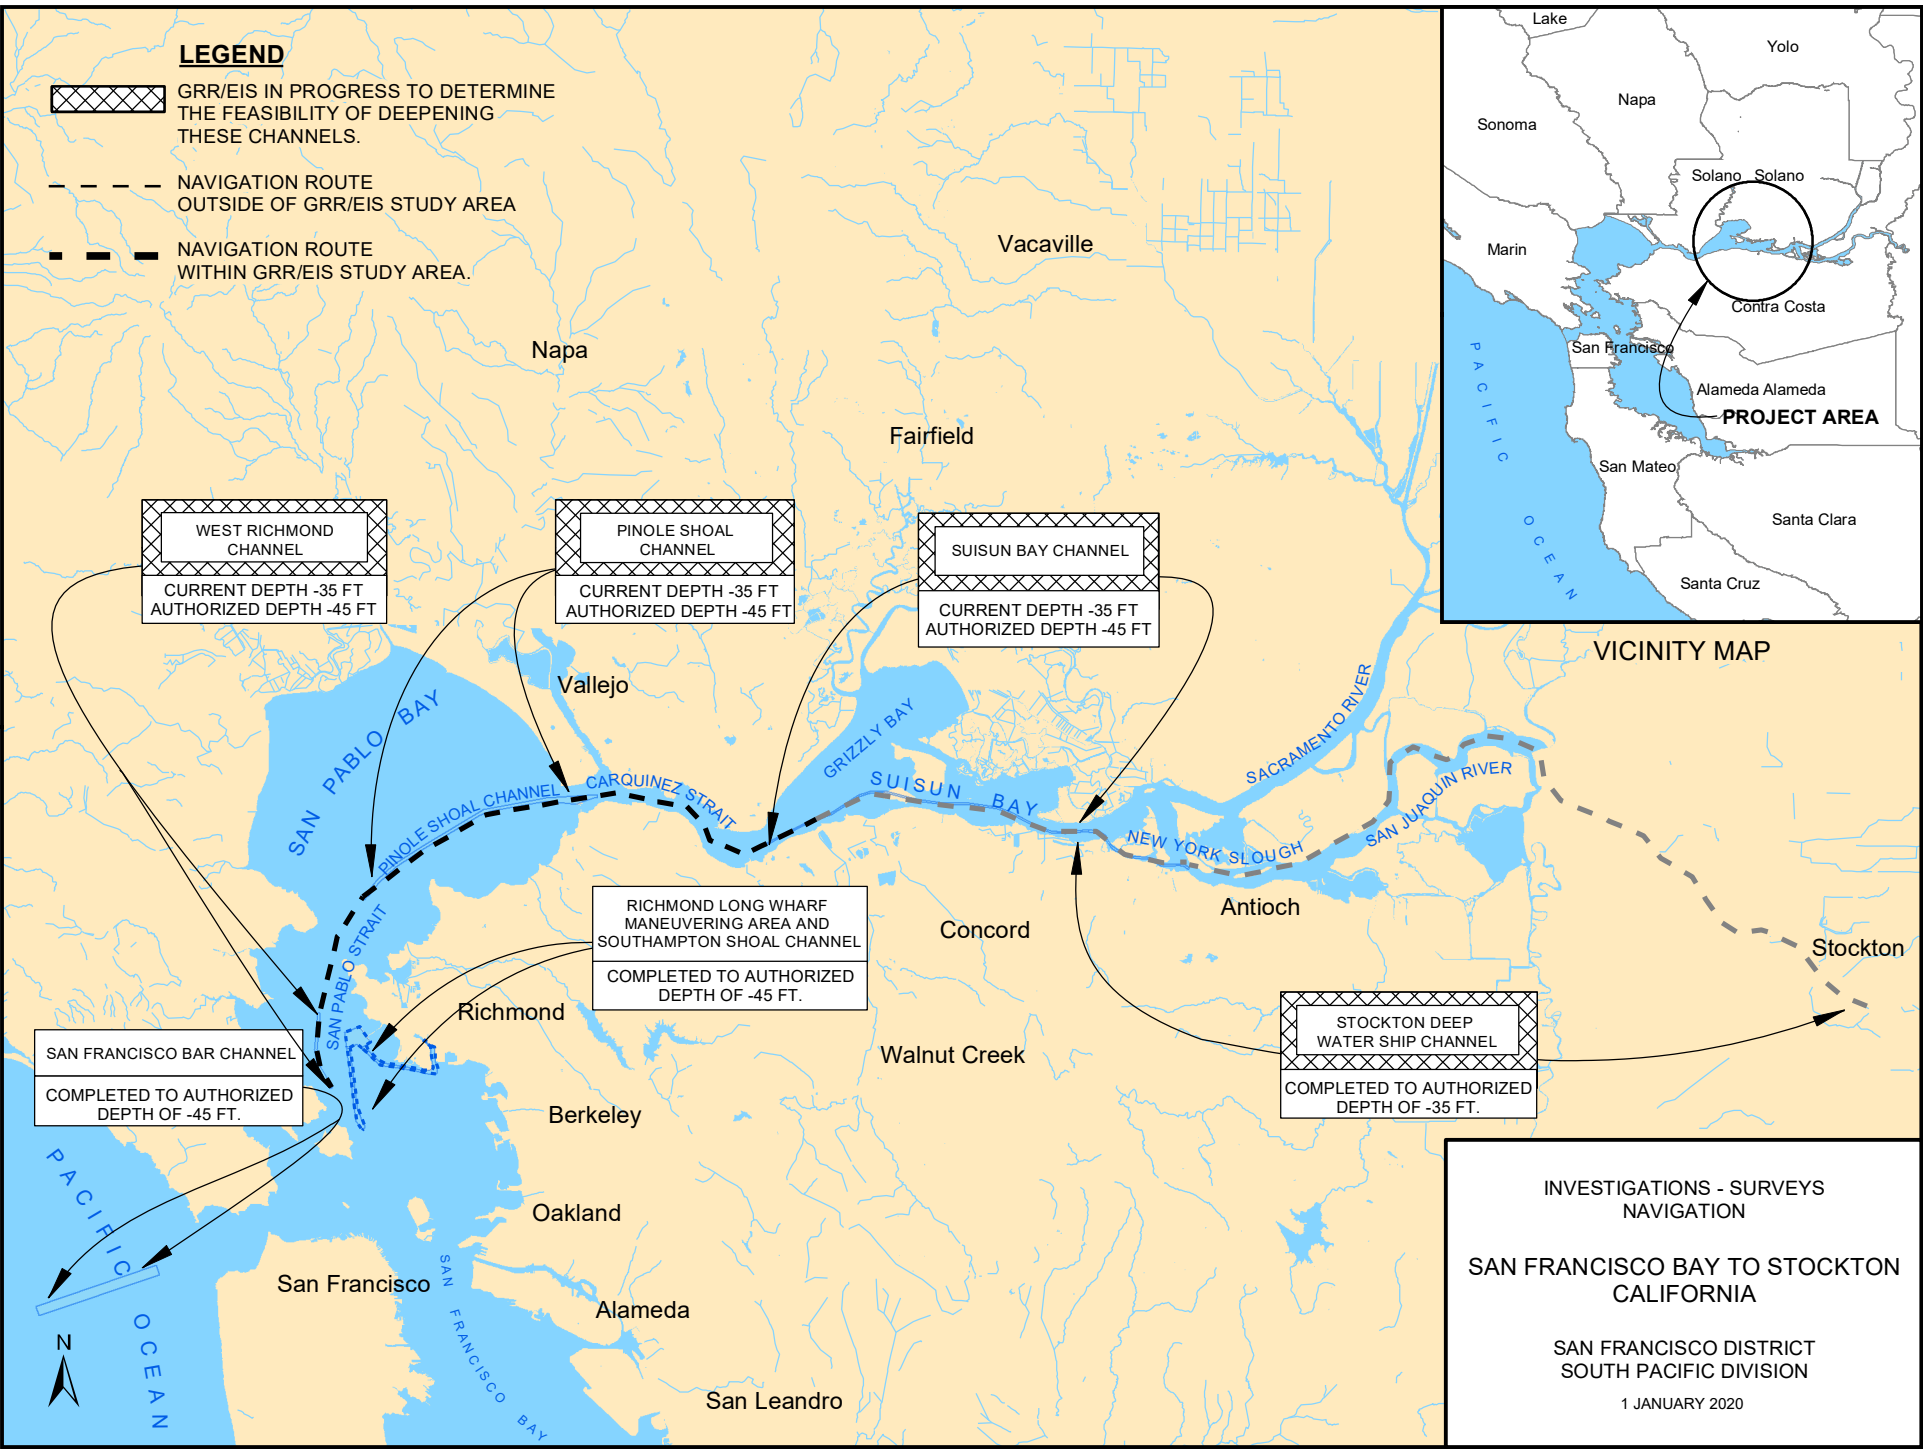 LEGEND
GRR/EIS IN PROGRESS TO DETERMINE
THE FEASIBILITY OF DEEPENING
THESE CHANNELS.
NAVIGATION ROUTE
OUTSIDE OF GRR/EIS STUDY AREA
NAVIGATION ROUTE
WITHIN GRR/EIS STUDY AREA.
Lake
Yolo
Napa
Sonoma
Solano Solano
Marin
Contra Costa
San Francisco
Alameda Alameda
PROJECT AREA
San Mateo
Santa Clara
Santa Cruz
PACIFIC
OCEAN
VICINITY MAP
Vacaville
Napa
Fairfield
WEST RICHMOND
CHANNEL
CURRENT DEPTH -35 FT
AUTHORIZED DEPTH -45 FT
PINOLE SHOAL
CHANNEL
CURRENT DEPTH -35 FT
AUTHORIZED DEPTH -45 FT
SUISUN BAY CHANNEL
CURRENT DEPTH -35 FT
AUTHORIZED DEPTH -45 FT
Vallejo
SAN PABLO BAY
PINOLE SHOAL CHANNEL
CARQUINEZ STRAIT
GRIZZLY BAY
SUISUN BAY
SACRAMENTO RIVER
NEW YORK SLOUGH
SAN JUAQUIN RIVER
SAN PABLO STRAIT
RICHMOND LONG WHARF
MANEUVERING AREA AND
SOUTHAMPTON SHOAL CHANNEL
COMPLETED TO AUTHORIZED
DEPTH OF -45 FT.
Concord
Antioch
Stockton
Richmond
Walnut Creek
SAN FRANCISCO BAR CHANNEL
COMPLETED TO AUTHORIZED
DEPTH OF -45 FT.
STOCKTON DEEP
WATER SHIP CHANNEL
COMPLETED TO AUTHORIZED
DEPTH OF -35 FT.
Berkeley
Oakland
San Francisco
Alameda
San Leandro
PACIFIC
OCEAN
SAN FRANCISCO BAY
N
INVESTIGATIONS - SURVEYS
NAVIGATION
SAN FRANCISCO BAY TO STOCKTON
CALIFORNIA
SAN FRANCISCO DISTRICT
SOUTH PACIFIC DIVISION
1 JANUARY 2020